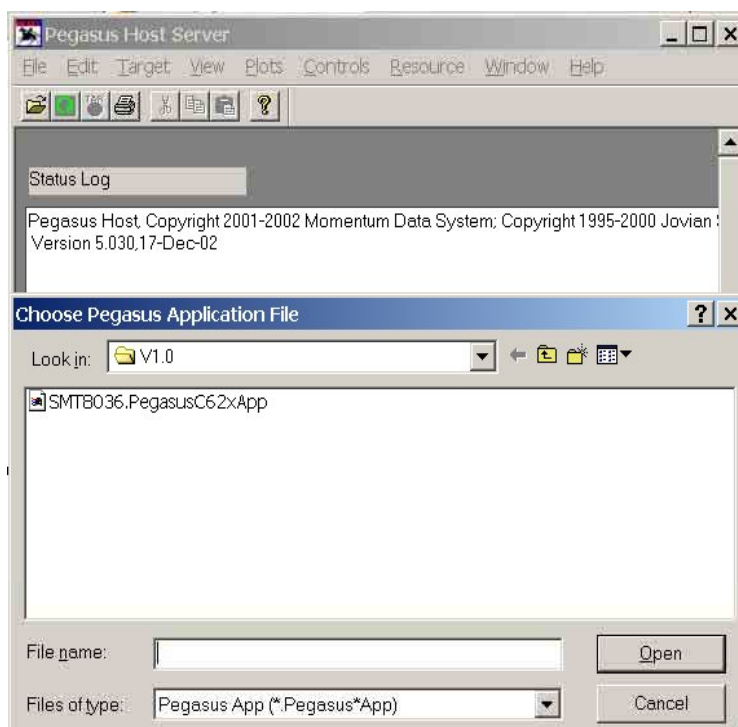 Pegasus Host Server
File Edit Target View Plots Controls Resource Window Help
Status Log
Pegasus Host, Copyright 2001-2002 Momentum Data System; Copyright 1995-2000 Jovian
Version 5.030,17-Dec-02
Choose Pegasus Application File
Look in: V1.0
SMT8036.PegasusC62xApp
File name: Open
Files of type: Pegasus App (*.Pegasus*App) Cancel